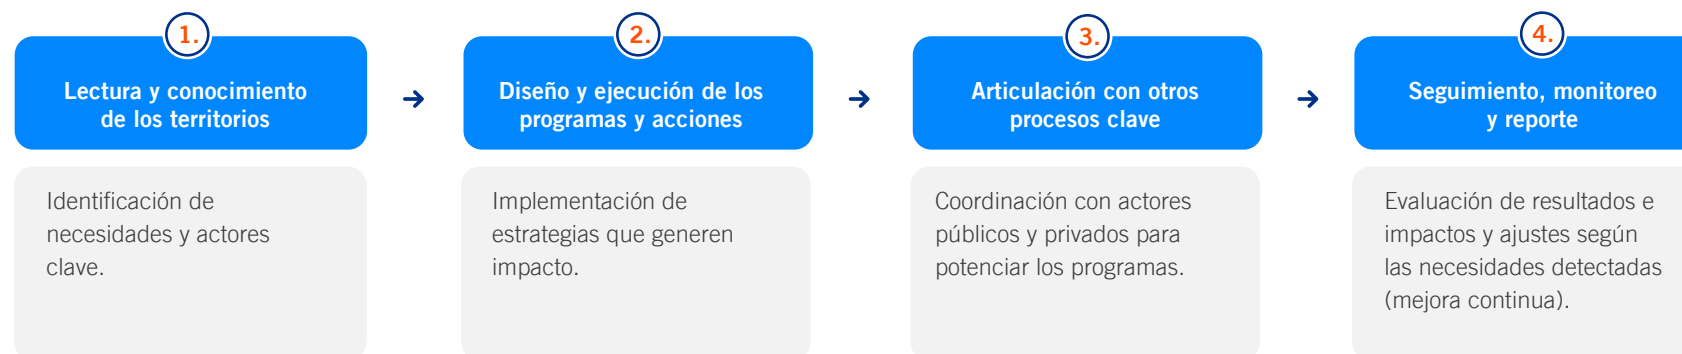 1.
Lectura y conocimiento
de los territorios
Identificación de
necesidades y actores
clave.
2.
Diseño y ejecución de los
programas y acciones
Implementación de
estrategias que generen
impacto.
3.
Articulación con otros
procesos clave
Coordinación con actores
públicos y privados para
potenciar los programas.
4.
Seguimiento, monitoreo
y reporte
Evaluación de resultados e
impactos y ajustes según
las necesidades detectadas
(mejora continua).